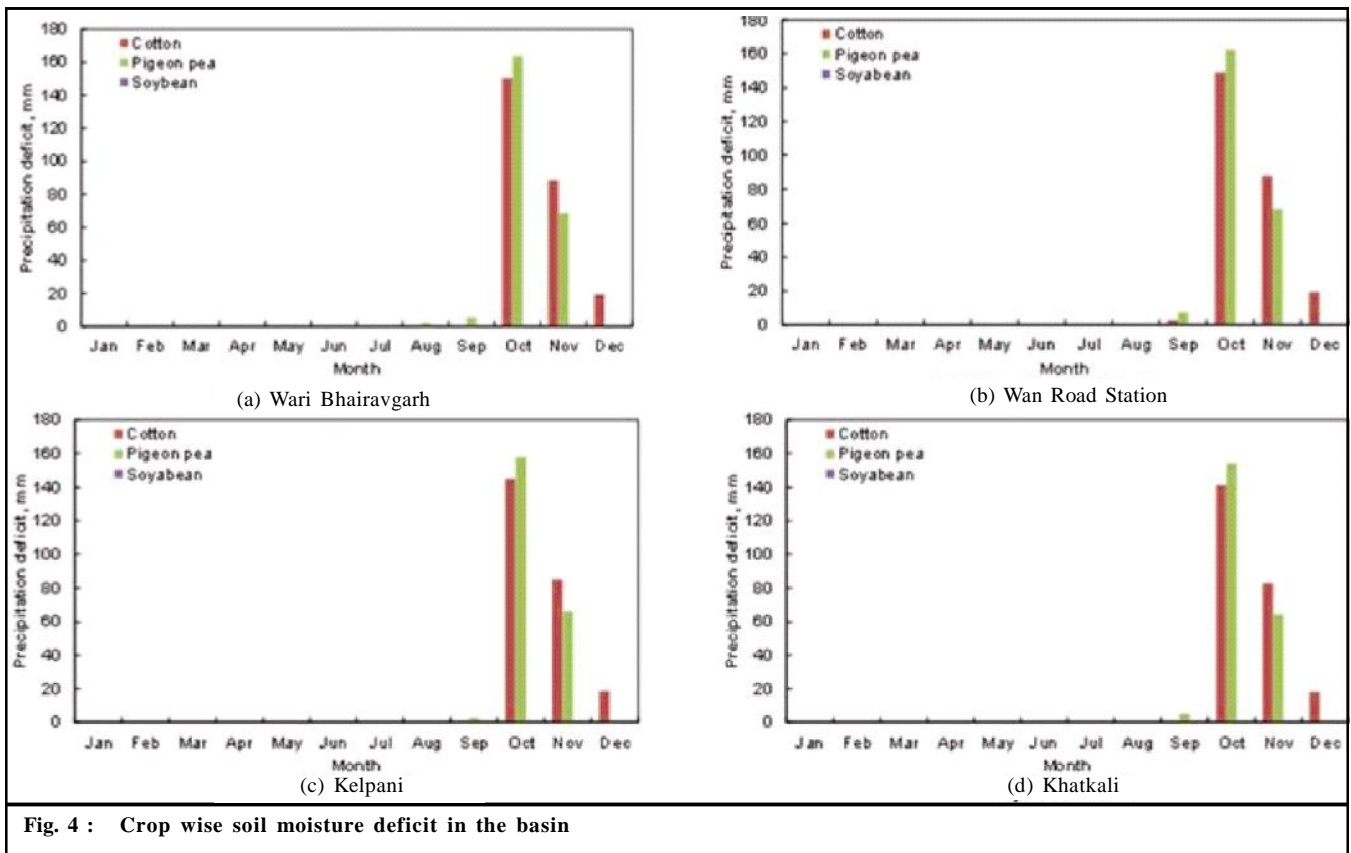 180
160
140
120
100
80
60
40
20
0
Precipitation deficit, mm
Cotton
Pigeon pea
Soybean
Jan Feb Mar Apr May Jun Jul Aug Sep Oct Nov Dec
Month
(a) Wari Bhairavgarh
180
160
140
120
100
80
60
40
20
0
Precipitation deficit, mm
Cotton
Pigeon pea
Soyabean
Jan Feb Mar Apr May Jun Jul Aug Sep Oct Nov Dec
Month
(b) Wan Road Station
180
160
140
120
100
80
60
40
20
0
Precipitation deficit, mm
Cotton
Pigeon pea
Soyabean
Jan Feb Mar Apr May Jun Jul Aug Sep Oct Nov Dec
Month
(c) Kelpani
180
160
140
120
100
80
60
40
20
0
Precipitation deficit, mm
Cotton
Pigeon pea
Soyabean
Jan Feb Mar Apr May Jun Jul Aug Sep Oct Nov Dec
Month
(d) Khatkali
Fig. 4 : Crop wise soil moisture deficit in the basin